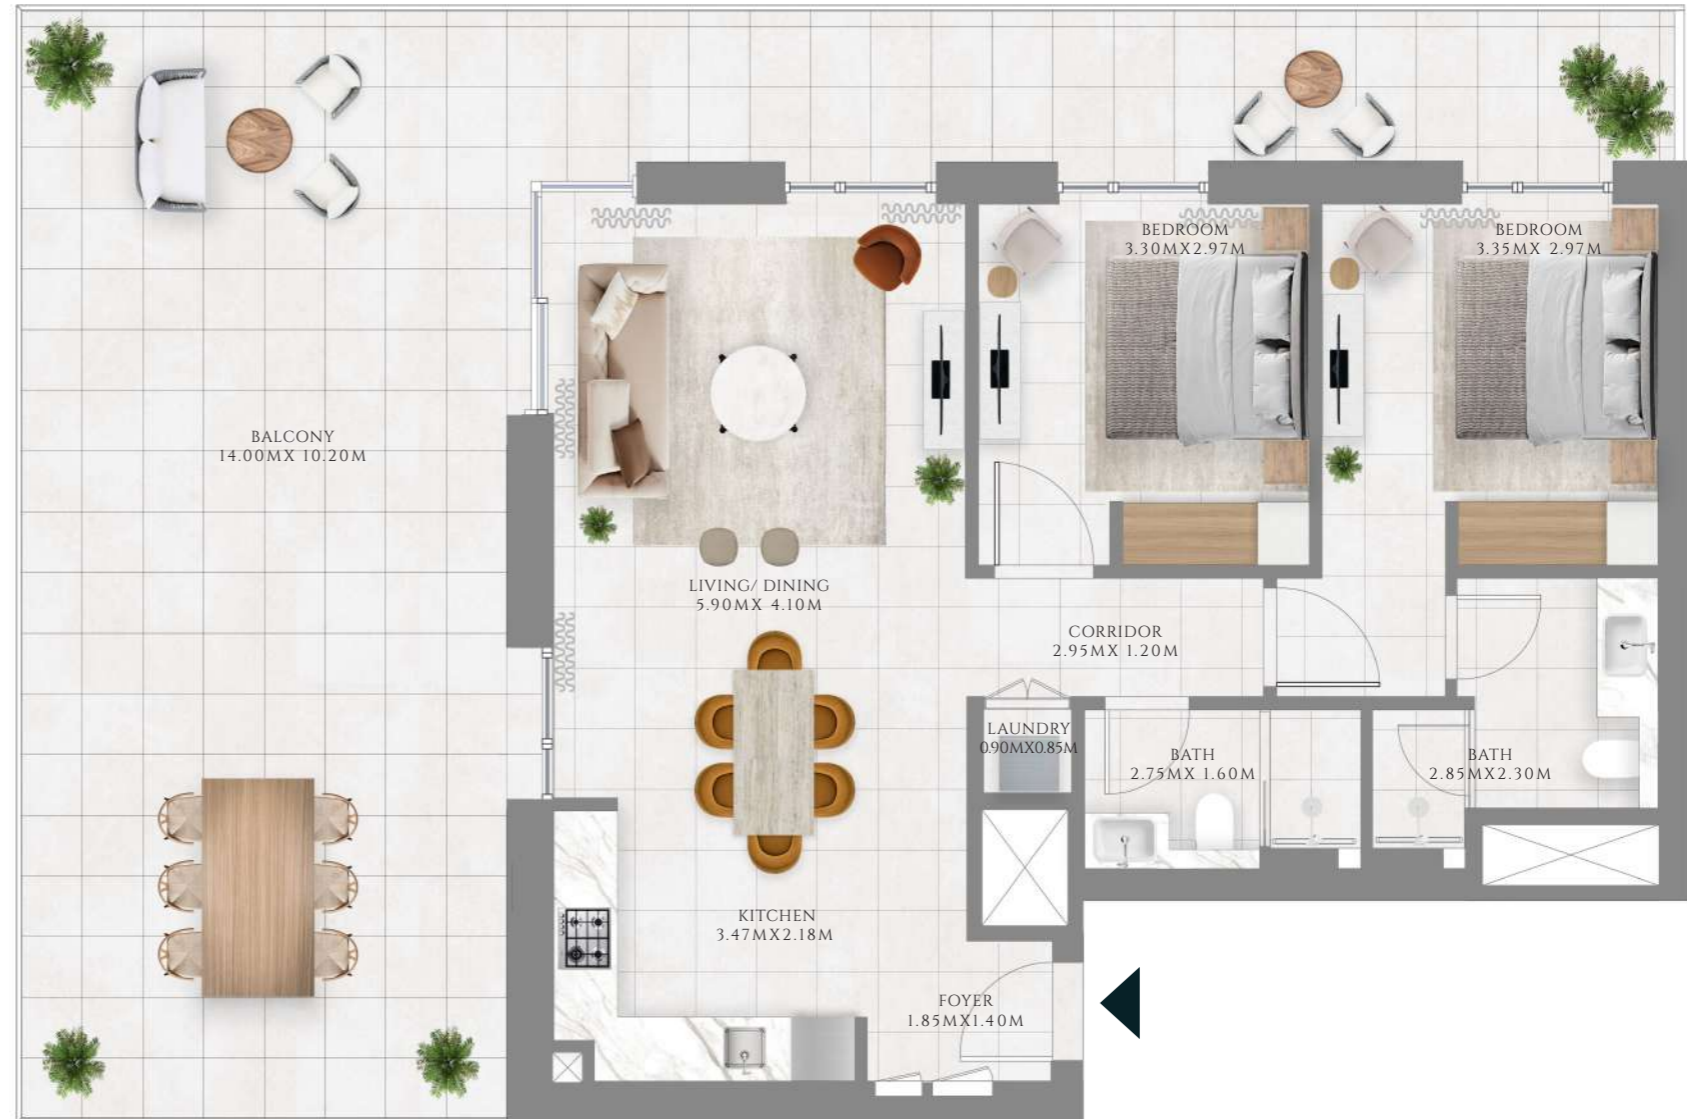 BEDROOM
3.30MX2.97M
BEDROOM
3.35MX 2.97M
BALCONY
14.00MX 10.20M
LIVING/ DINING
5.90MX 4.10M
CORRIDOR
2.95MX 1.20M
LAUNDRY
0.90MX0.85M
BATH
2.75MX 1.60M
BATH
2.85MX2.30M
KITCHEN
3.47MX2.18M
FOYER
1.85MX1.40M